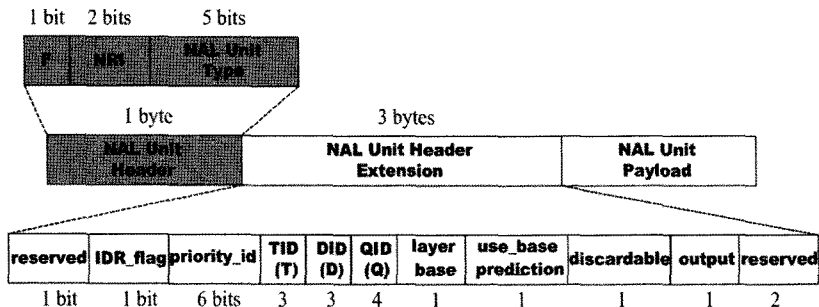 1 bit 2 bits 5 bits
F NRI NAL Unit Type
1 byte 3 bytes
NAL Unit Header NAL Unit Header Extension NAL Unit Payload
reserved IDR_flag priority_id TID (T) DID (D) QID (Q) layer base use_base prediction discardable output reserved
1 bit 1 bit 6 bits 3 3 4 1 1 1 1 2